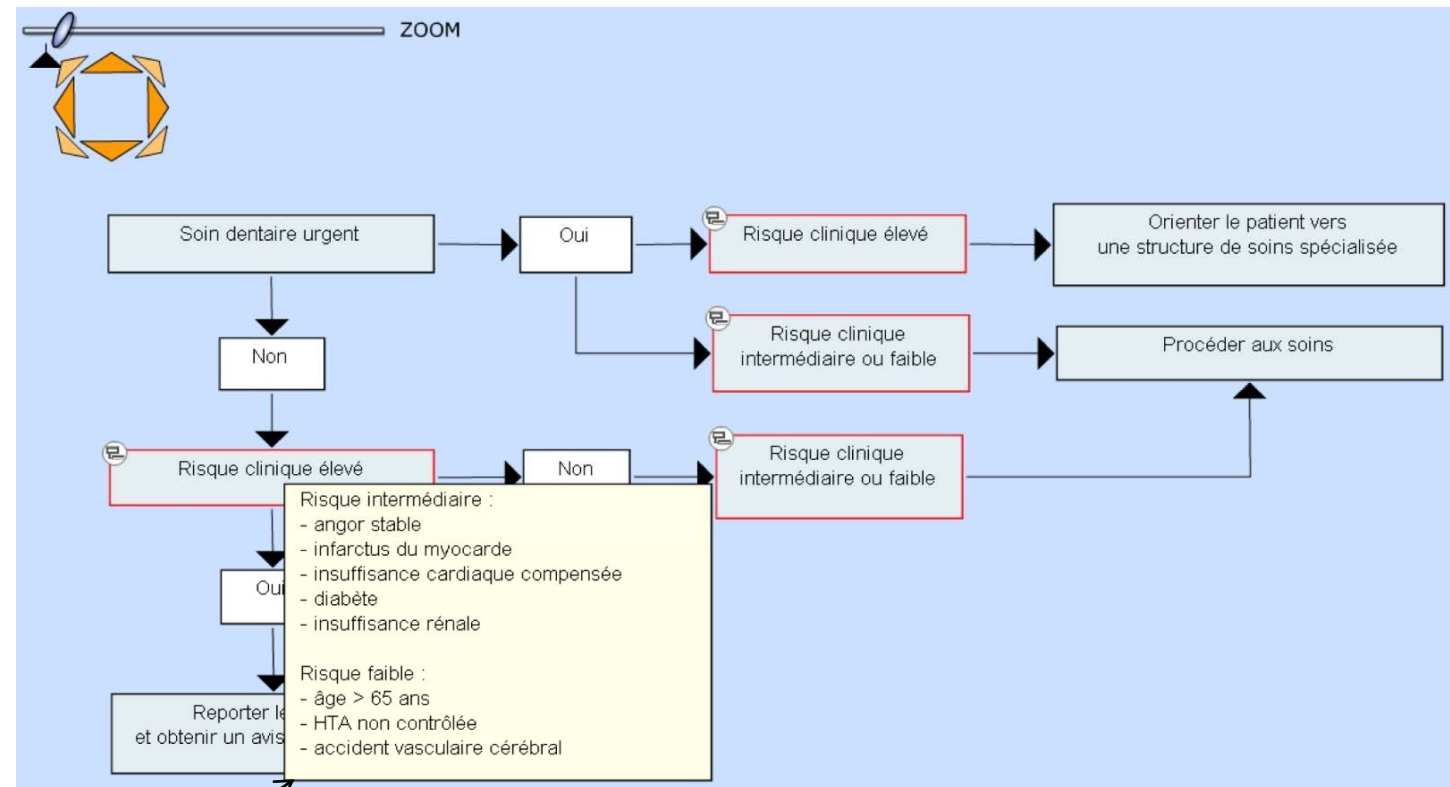 ZOOM
Soin dentaire urgent
Oui
Risque clinique élevé
Orienter le patient vers
une structure de soins spécialisée
Non
Risque clinique
intermédiaire ou faible
Procéder aux soins
Risque clinique élevé
Non
Risque clinique
intermédiaire ou faible
Risque intermédiaire :
- angor stable
- infarctus du myocarde
- insuffisance cardiaque compensée
- diabète
- insuffisance rénale
Risque faible :
- âge > 65 ans
- HTA non contrôlée
- accident vasculaire cérébral
Oui
Reporter le
et obtenir un avis